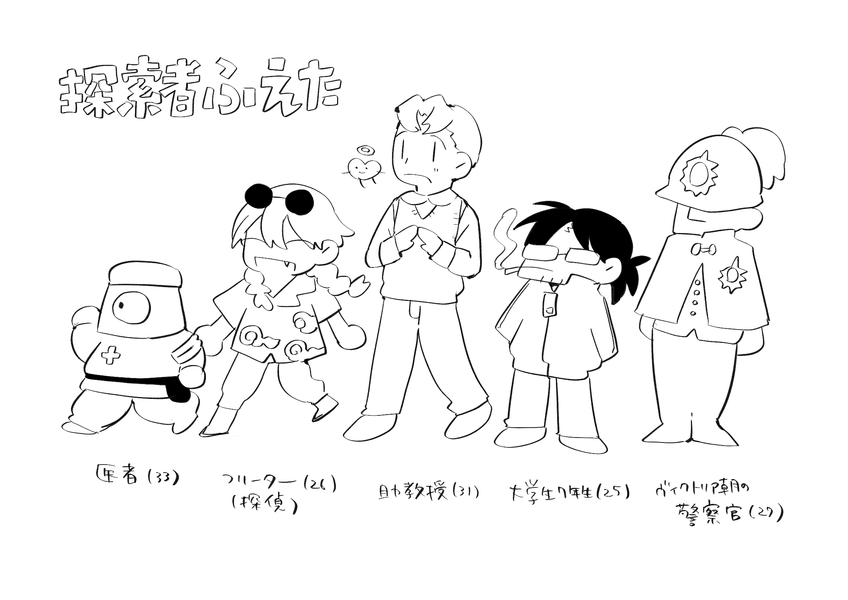 探索者ふえた
医者(33)
フリーター(26)
(探偵)
助教授(31)
大学生7年生(25)
ヴィクトリア朝の
警察官(27)